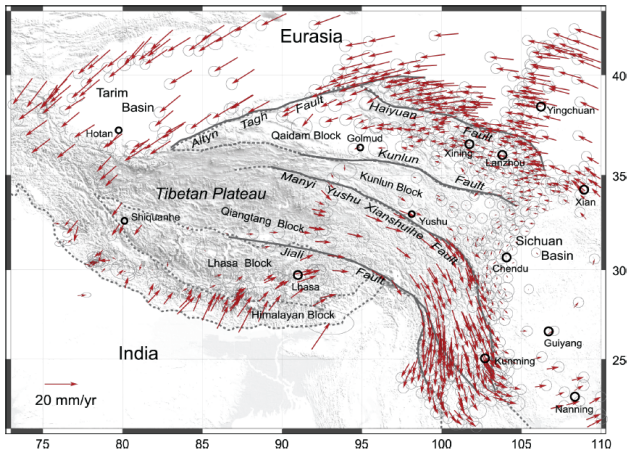 Eurasia
40
Tarim
Basin
Hotan
Altyn Tagh Fault
Haiyuan Fault
Yingchuan
Qaidam Block
Golmud
Xining
Lanzhou
Kunlun Fault
35
Xian
Tibetan Plateau
Manyi Yushu Xianshuihe Fault
Kunlun Block
Shiquanhe
Qiangtang Block
Yushu
Sichuan
Basin
Chendu
30
Jiali Fault
Lhasa Block
Lhasa
Himalayan Block
India
Guiyang
Kunming
25
20 mm/yr
Nanning
75 80 85 90 95 100 105 110